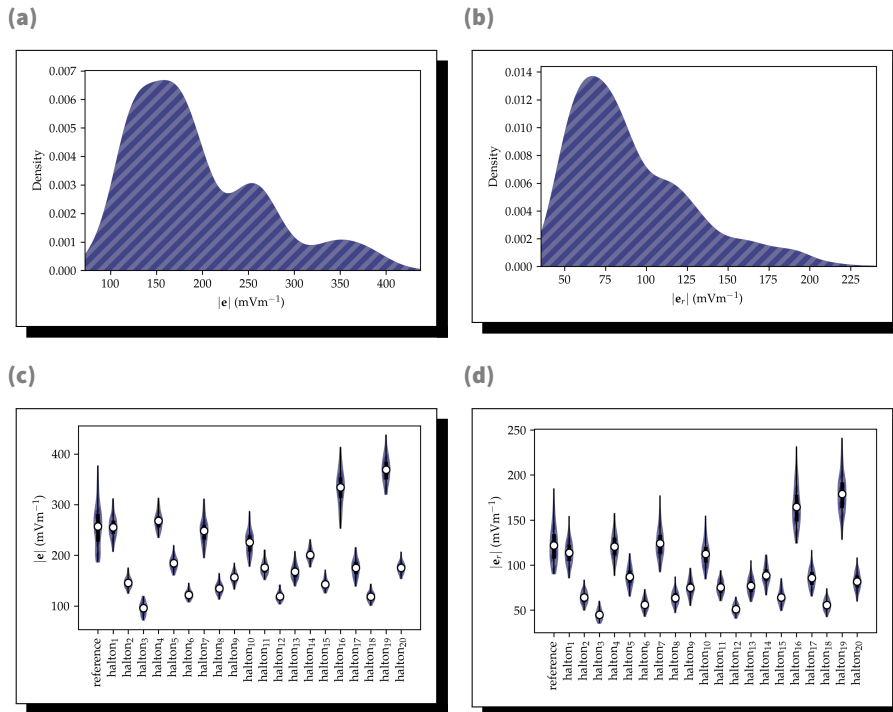 (a)
0.007
0.006
0.005
0.004
0.003
0.002
0.001
0.000
Density
100 150 200 250 300 350 400
|e| (mVm⁻¹)
(b)
0.014
0.012
0.010
0.008
0.006
0.004
0.002
0.000
Density
50 75 100 125 150 175 200 225
|eᵣ| (mVm⁻¹)
(c)
400
300
200
100
|e| (mVm⁻¹)
reference halton₁ halton₂ halton₃ halton₄ halton₅ halton₆ halton₇ halton₈ halton₉ halton₁₀ halton₁₁ halton₁₂ halton₁₃ halton₁₄ halton₁₅ halton₁₆ halton₁₇ halton₁₈ halton₁₉ halton₂₀
(d)
250
200
150
100
50
|eᵣ| (mVm⁻¹)
reference halton₁ halton₂ halton₃ halton₄ halton₅ halton₆ halton₇ halton₈ halton₉ halton₁₀ halton₁₁ halton₁₂ halton₁₃ halton₁₄ halton₁₅ halton₁₆ halton₁₇ halton₁₈ halton₁₉ halton₂₀